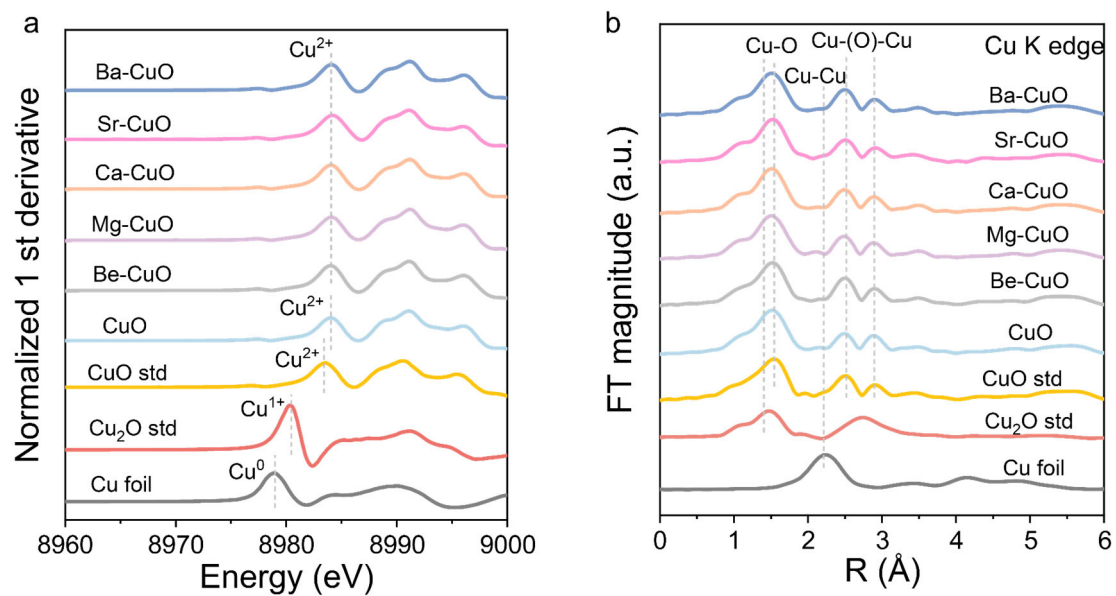 a
Normalized 1 st derivative
Cu²⁺
Ba-CuO
Sr-CuO
Ca-CuO
Mg-CuO
Be-CuO
Cu²⁺
CuO
Cu²⁺
CuO std
Cu¹⁺
Cu₂O std
Cu⁰
Cu foil
8960 8970 8980 8990 9000
Energy (eV)
b
FT magnitude (a.u.)
Cu-O Cu-(O)-Cu Cu K edge
Cu-Cu
Ba-CuO
Sr-CuO
Ca-CuO
Mg-CuO
Be-CuO
CuO
CuO std
Cu₂O std
Cu foil
0 1 2 3 4 5 6
R (Å)